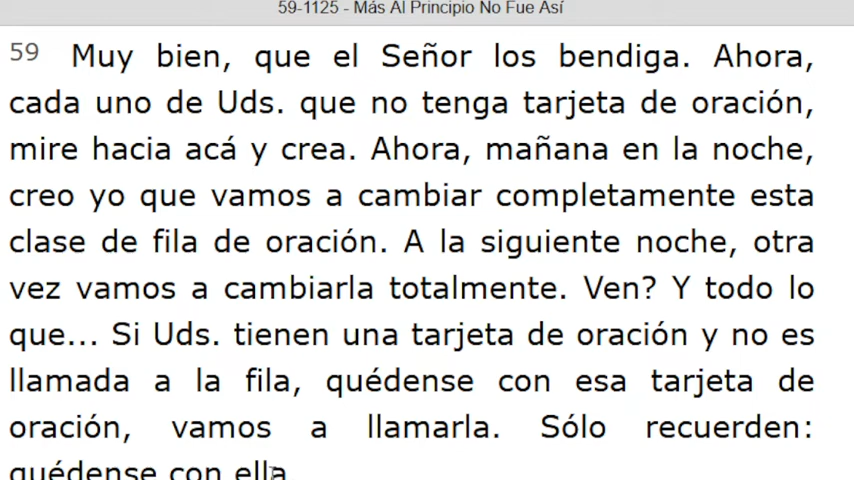 59-1125 - Más Al Principio No Fue Así
59 Muy bien, que el Señor los bendiga. Ahora,
cada uno de Uds. que no tenga tarjeta de oración,
mire hacia acá y crea. Ahora, mañana en la noche,
creo yo que vamos a cambiar completamente esta
clase de fila de oración. A la siguiente noche, otra
vez vamos a cambiarla totalmente. Ven? Y todo lo
que... Si Uds. tienen una tarjeta de oración y no es
llamada a la fila, quédense con esa tarjeta de
oración, vamos a llamarla. Sólo recuerden:
quédense con ella